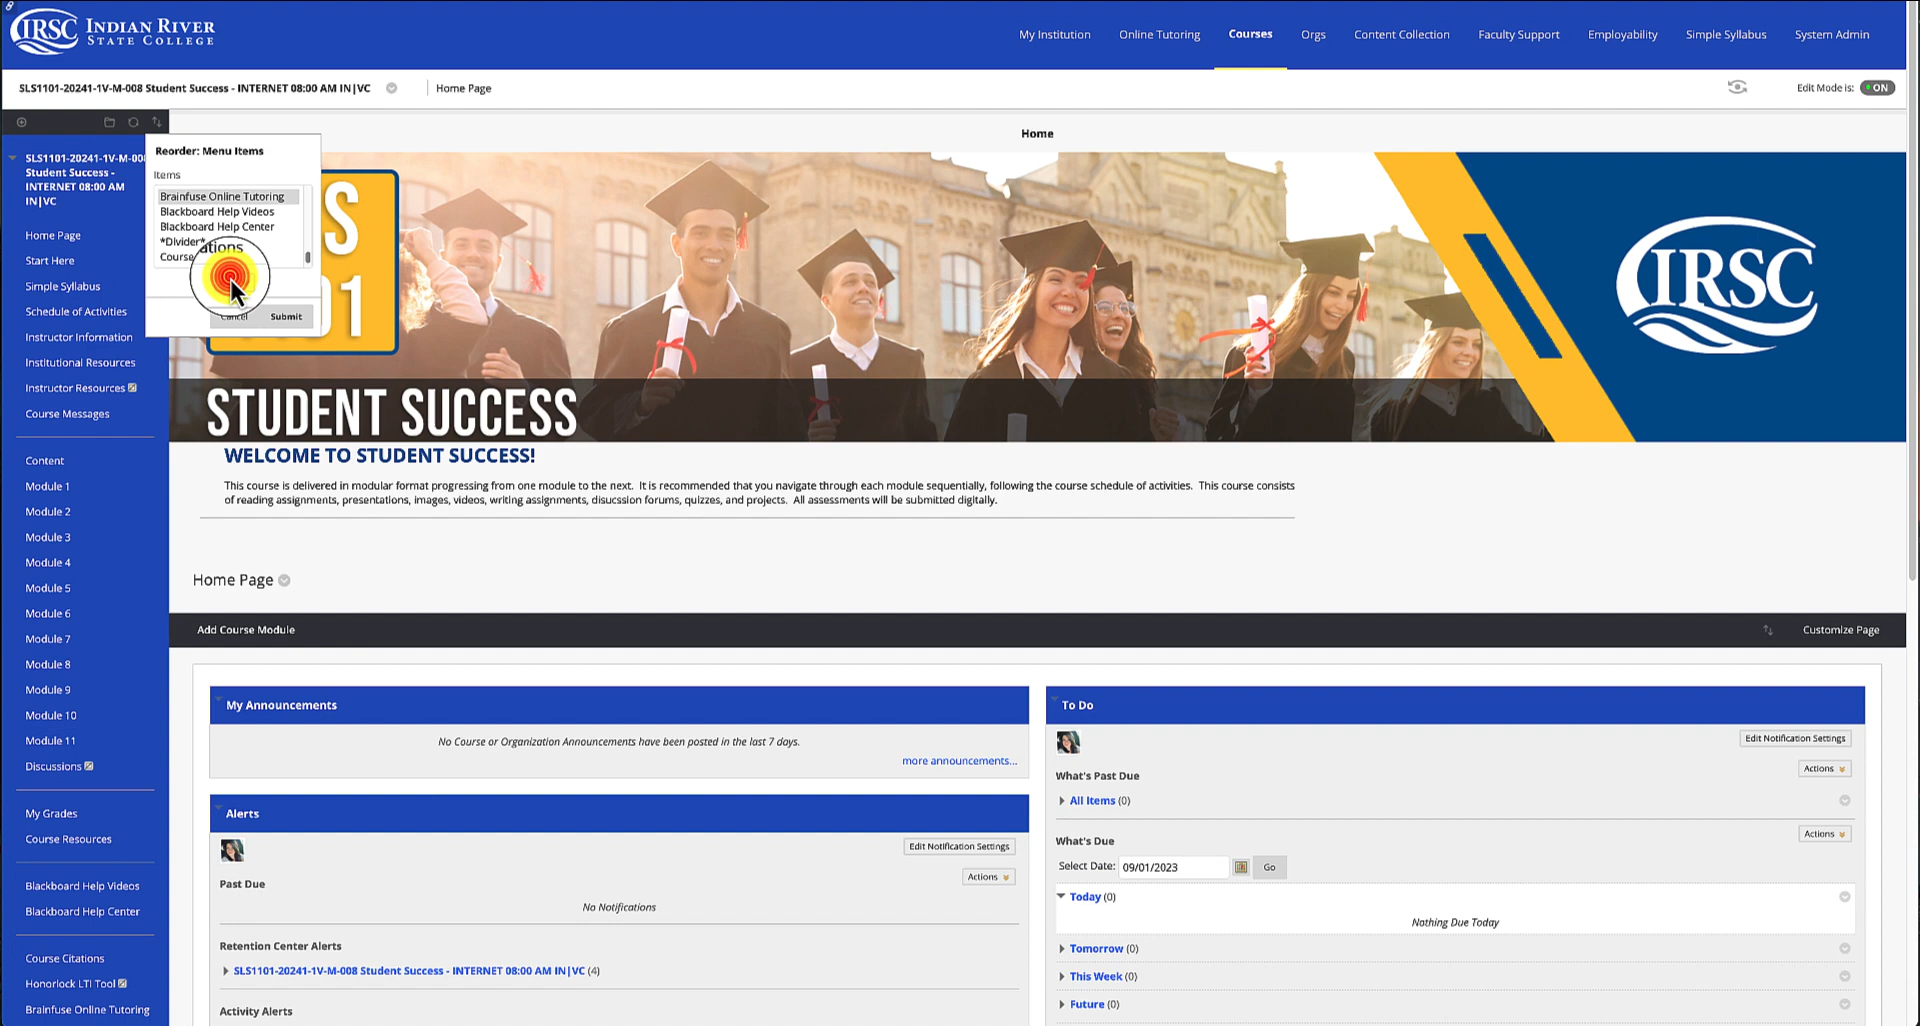 IRSC INDIAN RIVER
STATE COLLEGE
My Institution Online Tutoring Courses Orgs Content Collection Faculty Support Employability Simple Syllabus System Admin
SLS1101-20241-1V-M-008 Student Success - INTERNET 08:00 AM IN|VC Home Page Edit Mode is: ON
Home
SLS1101-20241-1V-M-008
Student Success -
INTERNET 08:00 AM
IN|VC
Home Page
Start Here
Simple Syllabus
Schedule of Activities
Instructor Information
Institutional Resources
Instructor Resources
Course Messages
Content
Module 1
Module 2
Module 3
Module 4
Module 5
Module 6
Module 7
Module 8
Module 9
Module 10
Module 11
Discussions
My Grades
Course Resources
Blackboard Help Videos
Blackboard Help Center
Course Citations
Honorlock LTI Tool
Brainfuse Online Tutoring
Reorder: Menu Items
Items
Brainfuse Online Tutoring
Blackboard Help Videos
Blackboard Help Center
*Divider*
Course
Cancel Submit
IRSC
STUDENT SUCCESS
WELCOME TO STUDENT SUCCESS!
This course is delivered in modular format progressing from one module to the next. It is recommended that you navigate through each module sequentially, following the course schedule of activities. This course consists
of reading assignments, presentations, images, videos, writing assignments, disucssion forums, quizzes, and projects. All assessments will be submitted digitally.
Home Page
Add Course Module Customize Page
My Announcements
No Course or Organization Announcements have been posted in the last 7 days.
more announcements...
Alerts
Edit Notification Settings
Actions
Past Due
No Notifications
Retention Center Alerts
SLS1101-20241-1V-M-008 Student Success - INTERNET 08:00 AM IN|VC (4)
Activity Alerts
To Do
Edit Notification Settings
Actions
What's Past Due
All Items (0)
Actions
What's Due
Select Date: 09/01/2023 Go
Today (0)
Nothing Due Today
Tomorrow (0)
This Week (0)
Future (0)